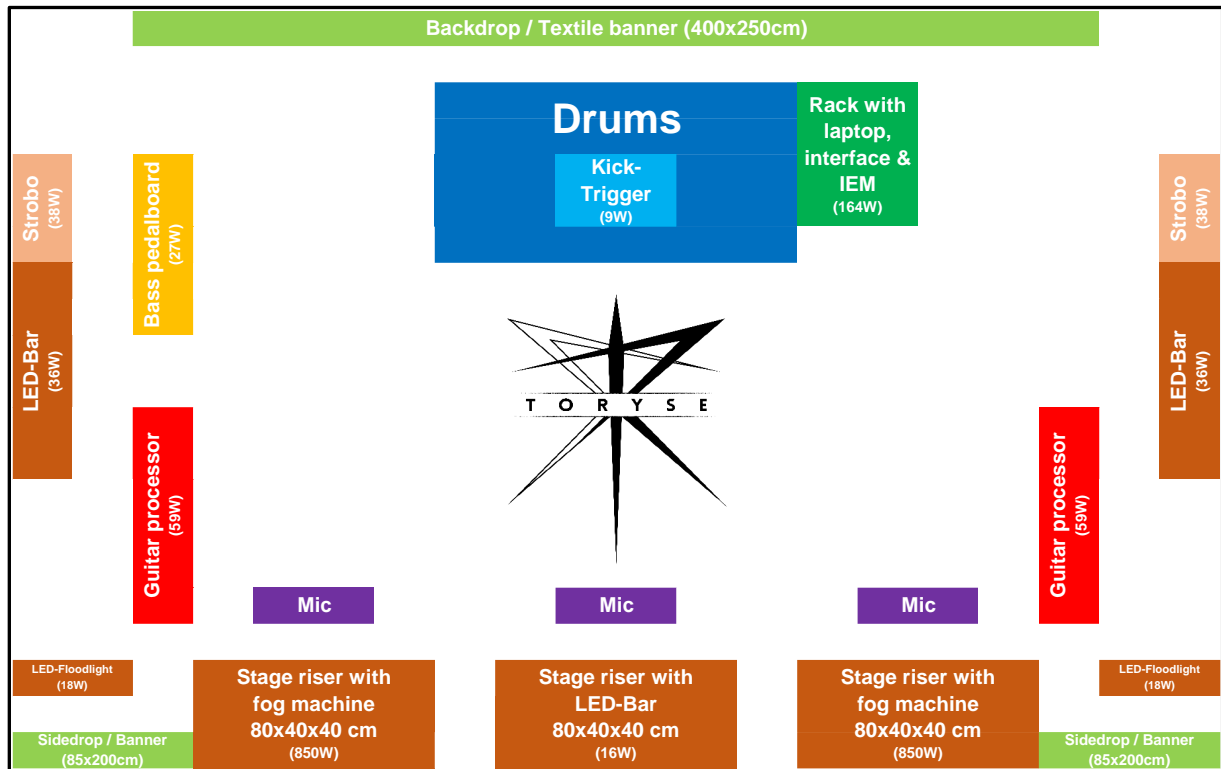 Backdrop / Textile banner (400x250cm)
Drums
Rack with
laptop,
interface &
IEM
(164W)
Kick-
Trigger
(9W)
Strobo
(38W)
Bass pedalboard
(27W)
Strobo
(38W)
LED-Bar
(36W)
LED-Bar
(36W)
TORYSE
Guitar processor
(59W)
Guitar processor
(59W)
Mic
Mic
Mic
LED-Floodlight
(18W)
Stage riser with
fog machine
80x40x40 cm
(850W)
Stage riser with
LED-Bar
80x40x40 cm
(16W)
Stage riser with
fog machine
80x40x40 cm
(850W)
LED-Floodlight
(18W)
Sidedrop / Banner
(85x200cm)
Sidedrop / Banner
(85x200cm)